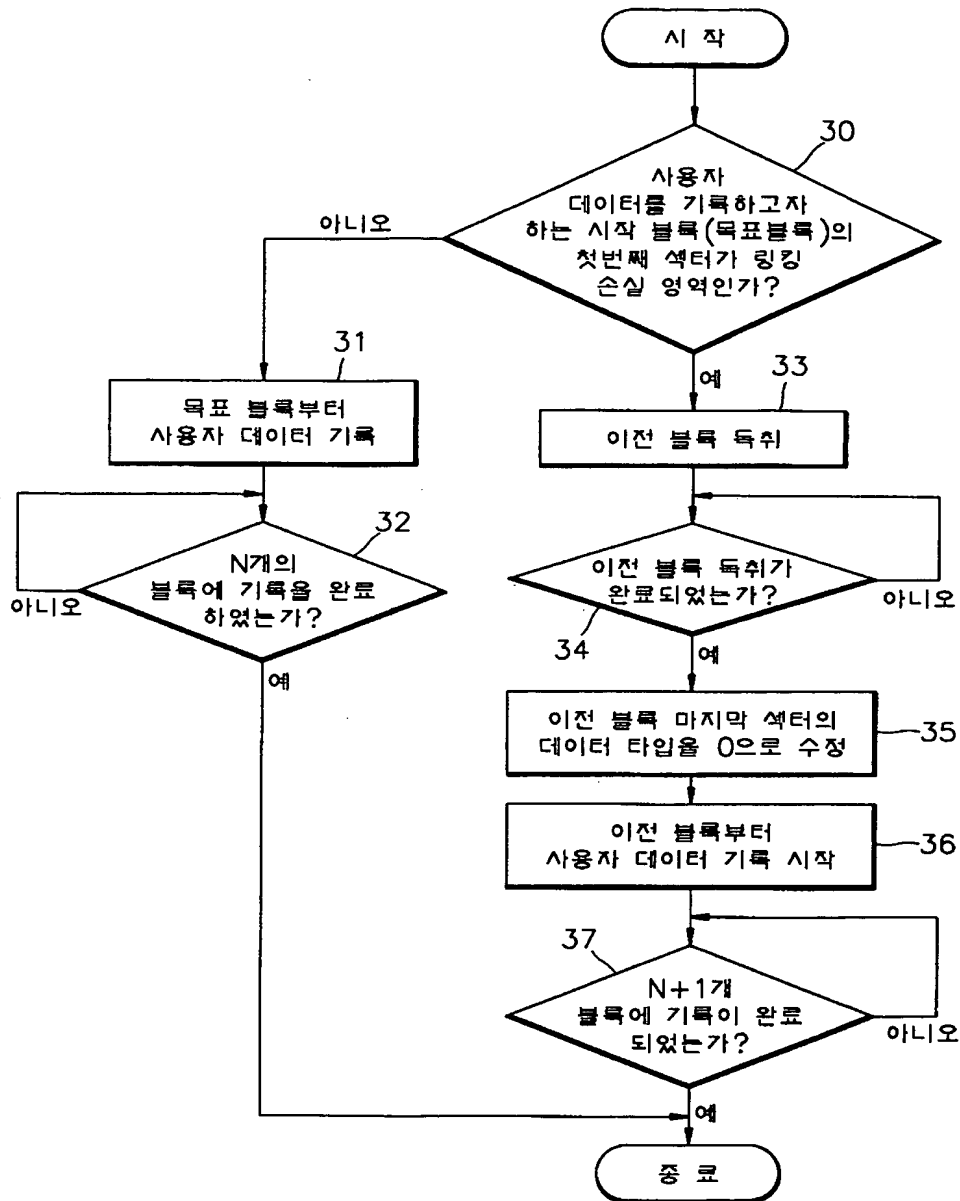 시 작
30
사용자
데이터를 기록하고자
하는 시작 블록(목표블록)의
첫번째 섹터가 링킹
손실 영역인가?
아니오
예
31
목표 블록부터
사용자 데이터 기록
33
이전 블록 독취
32
N개의
블록에 기록을 완료
하였는가?
아니오
예
이전 블록 독취가
완료되었는가?
34
아니오
예
이전 블록 마지막 섹터의
데이터 타입을 0으로 수정
35
이전 블록부터
사용자 데이터 기록 시작
36
37
N+1개
블록에 기록이 완료
되었는가?
아니오
예
종 료